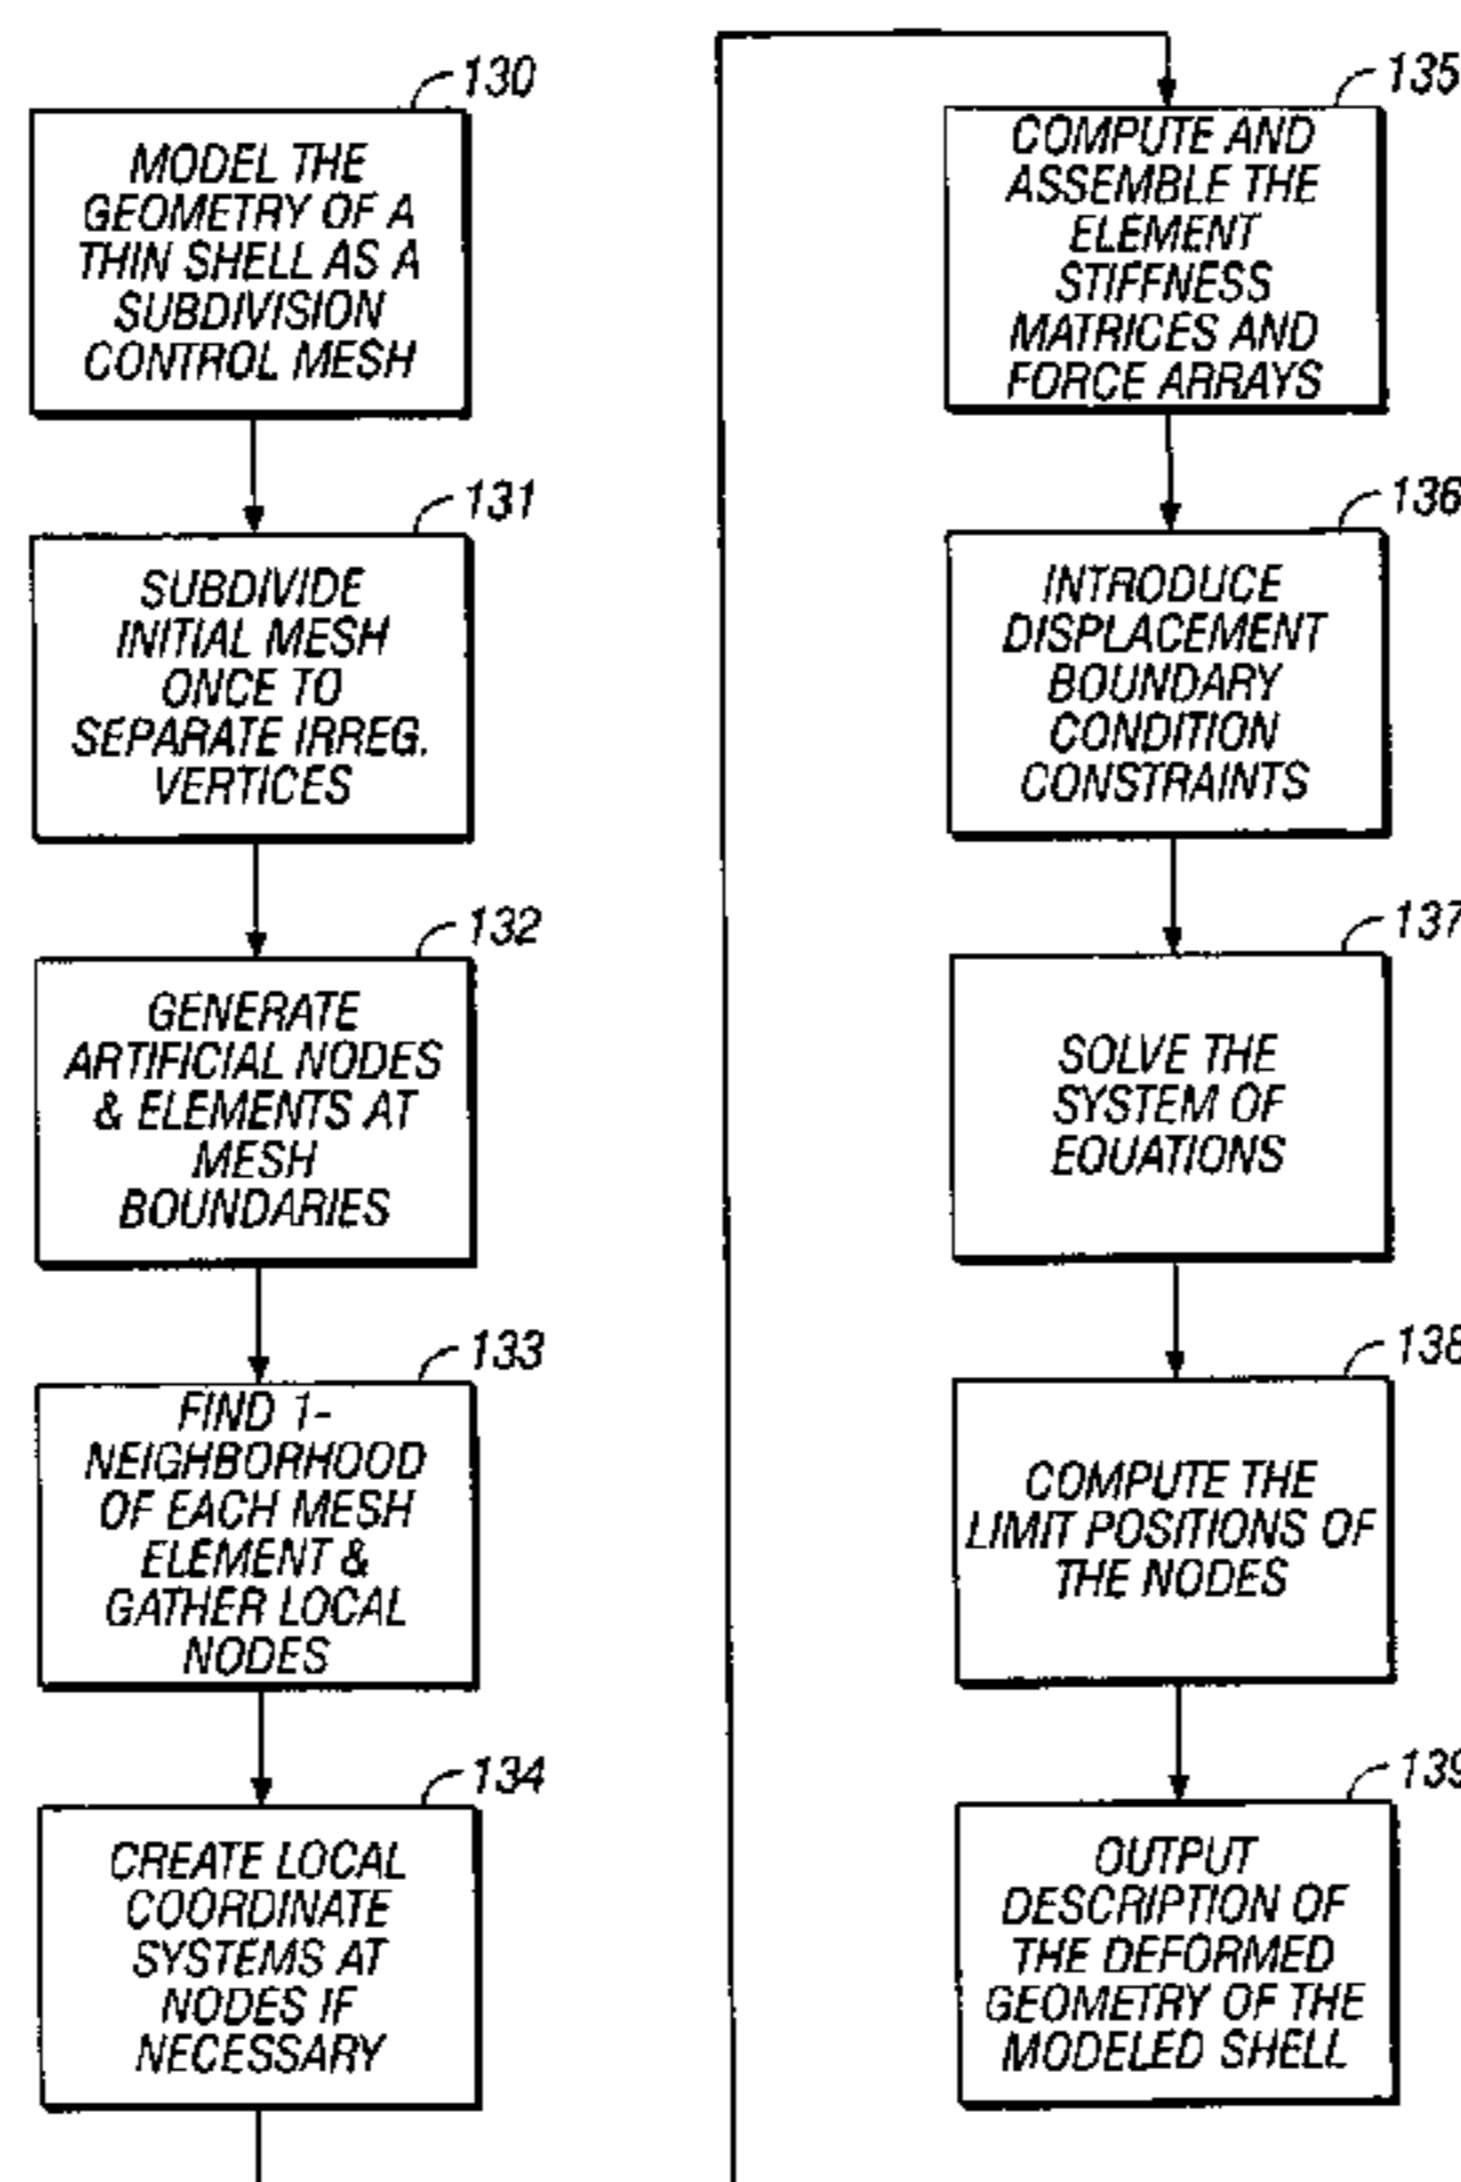 130
MODEL THE
GEOMETRY OF A
THIN SHELL AS A
SUBDIVISION
CONTROL MESH
131
SUBDIVIDE
INITIAL MESH
ONCE TO
SEPARATE IRREG.
VERTICES
132
GENERATE
ARTIFICIAL NODES
& ELEMENTS AT
MESH
BOUNDARIES
133
FIND 1-
NEIGHBORHOOD
OF EACH MESH
ELEMENT &
GATHER LOCAL
NODES
134
CREATE LOCAL
COORDINATE
SYSTEMS AT
NODES IF
NECESSARY
135
COMPUTE AND
ASSEMBLE THE
ELEMENT
STIFFNESS
MATRICES AND
FORCE ARRAYS
136
INTRODUCE
DISPLACEMENT
BOUNDARY
CONDITION
CONSTRAINTS
137
SOLVE THE
SYSTEM OF
EQUATIONS
138
COMPUTE THE
LIMIT POSITIONS OF
THE NODES
139
OUTPUT
DESCRIPTION OF
THE DEFORMED
GEOMETRY OF THE
MODELED SHELL